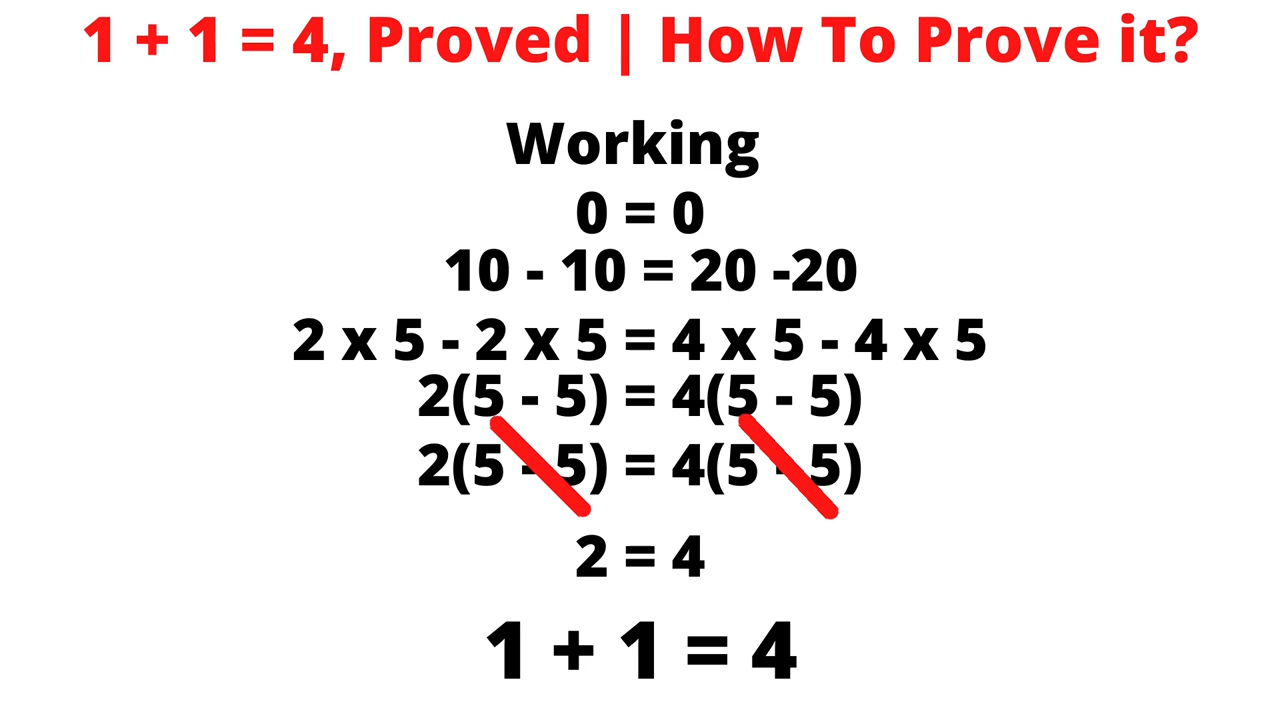 1 + 1 = 4, Proved | How To Prove it?
Working
0 = 0
10 - 10 = 20 -20
2 x 5 - 2 x 5 = 4 x 5 - 4 x 5
2(5 - 5) = 4(5 - 5)
2(5 - 5) = 4(5 - 5)
2 = 4
1 + 1 = 4